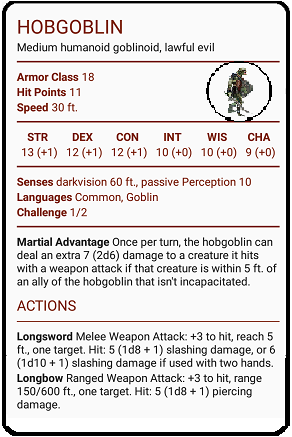 HOBGOBLIN
Medium humanoid goblinoid, lawful evil
Armor Class 18
Hit Points 11
Speed 30 ft.
STR DEX CON INT WIS CHA
13 (+1) 12 (+1) 12 (+1) 10 (+0) 10 (+0) 9 (+0)
Senses darkvision 60 ft., passive Perception 10
Languages Common, Goblin
Challenge 1/2
Martial Advantage Once per turn, the hobgoblin can
deal an extra 7 (2d6) damage to a creature it hits
with a weapon attack if that creature is within 5 ft. of
an ally of the hobgoblin that isn't incapacitated.
ACTIONS
Longsword Melee Weapon Attack: +3 to hit, reach 5
ft., one target. Hit: 5 (1d8 + 1) slashing damage, or 6
(1d10 + 1) slashing damage if used with two hands.
Longbow Ranged Weapon Attack: +3 to hit, range
150/600 ft., one target. Hit: 5 (1d8 + 1) piercing
damage.